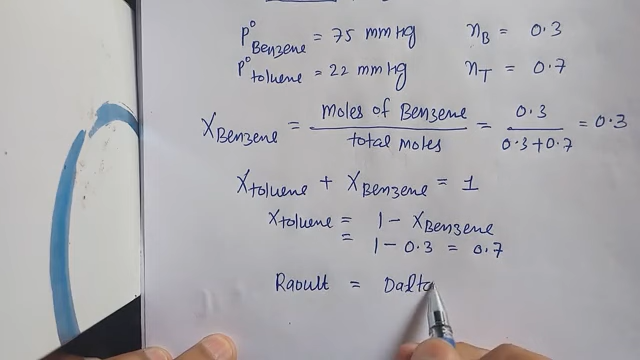 P°Benzene = 75 mmHg nB = 0.3
P°toluene = 22 mmHg nT = 0.7
XBenzene = moles of Benzene / total moles = 0.3 / 0.3+0.7 = 0.3
Xtoluene + XBenzene = 1
Xtoluene = 1 - XBenzene
= 1 - 0.3 = 0.7
Raoult = Dalto